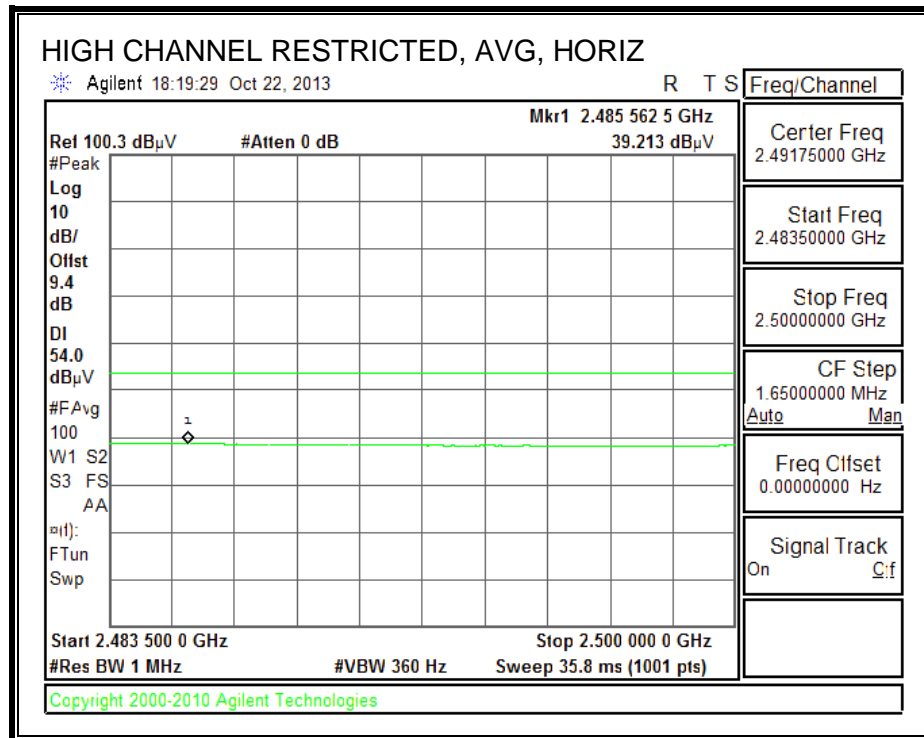 HIGH CHANNEL RESTRICTED, AVG, HORIZ
Agilent 18:19:29 Oct 22, 2013
R T S
Mkr1 2.485 562 5 GHz
Ref 100.3 dBµV #Atten 0 dB 39.213 dBµV
#Peak
Log
10
dB/
Offst
9.4
dB
DI
54.0
dBµV
#FAvg
100
W1 S2
S3 FS
AA
¤(f):
FTun
Swp
1
Start 2.483 500 0 GHz Stop 2.500 000 0 GHz
#Res BW 1 MHz #VBW 360 Hz Sweep 35.8 ms (1001 pts)
Freq/Channel
Center Freq
2.49175000 GHz
Start Freq
2.48350000 GHz
Stop Freq
2.50000000 GHz
CF Step
1.65000000 MHz
Auto Man
Freq Offset
0.00000000 Hz
Signal Track
On Off
Copyright 2000-2010 Agilent Technologies